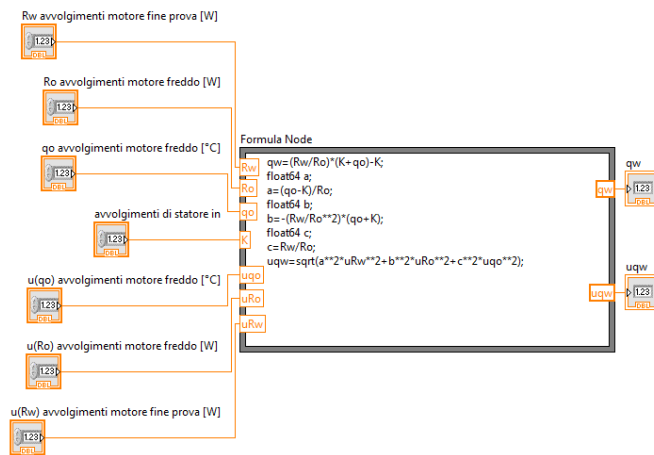 Rw avvolgimenti motore fine prova [W]
1.23
DBL
Ro avvolgimenti motore freddo [W]
1.23
DBL
qo avvolgimenti motore freddo [°C]
1.23
DBL
avvolgimenti di statore in
1.23
DBL
u(qo) avvolgimenti motore freddo [°C]
1.23
DBL
u(Ro) avvolgimenti motore freddo [W]
1.23
DBL
u(Rw) avvolgimenti motore fine prova [W]
1.23
DBL
Formula Node
Rw
Ro
qo
K
uqo
uRo
uRw
qw=(Rw/Ro)*(K+qo)-K;
float64 a;
a=(qo-K)/Ro;
float64 b;
b=-(Rw/Ro**2)*(qo+K);
float64 c;
c=Rw/Ro;
uqw=sqrt(a**2*uRw**2+b**2*uRo**2+c**2*uqo**2);
qw
uqw
qw
1.23
DBL
uqw
1.23
DBL